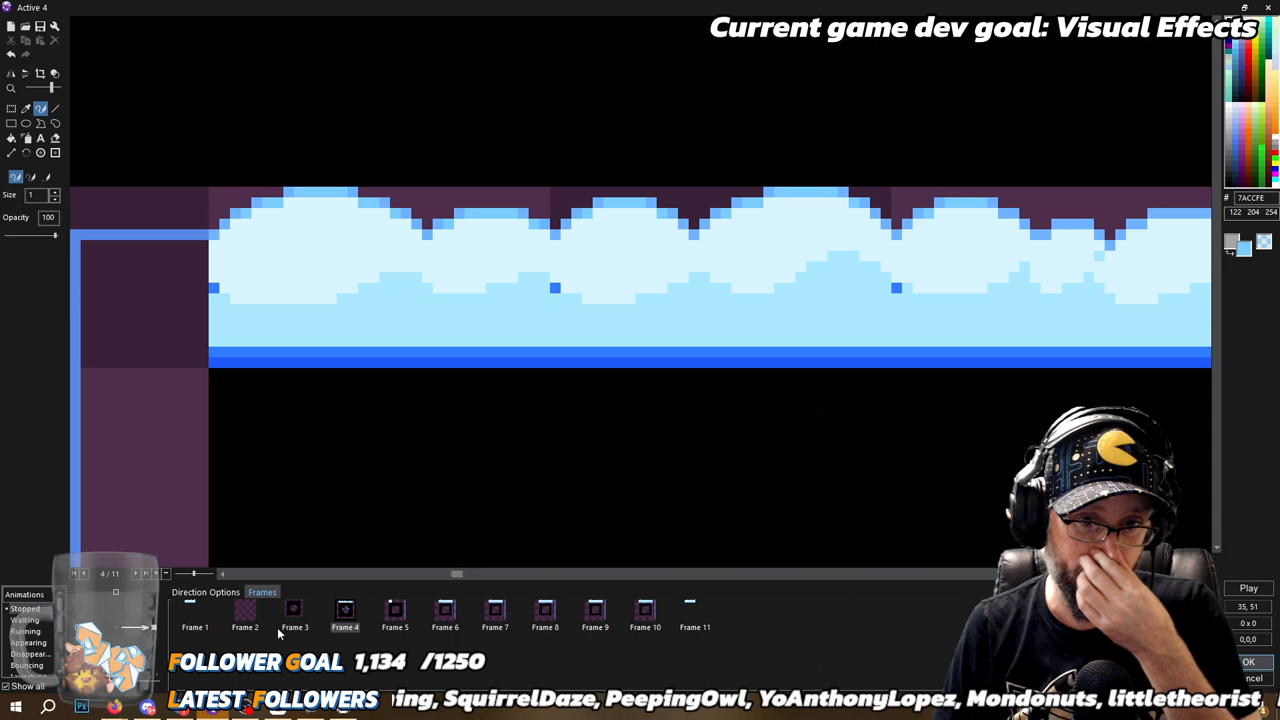 Active 4
Current game dev goal: Visual Effects
Size 1
Opacity 100
# 7ACCFE
122 204 254
4 / 11
Direction Options Frames
Animations
Stopped
Walking
Running
Appearing
Disappear...
Bouncing
Show all
Frame 1 Frame 2 Frame 3 Frame 4 Frame 5 Frame 6 Frame 7 Frame 8 Frame 9 Frame 10 Frame 11
Play
35, 51
0 x 0
0,0,0
OK
FOLLOWER GOAL 1,134 /1250
LATEST FOLLOWERS ing, SquirrelDaze, PeepingOwl, YoAnthonyLopez, Mondonuts, littletheorist